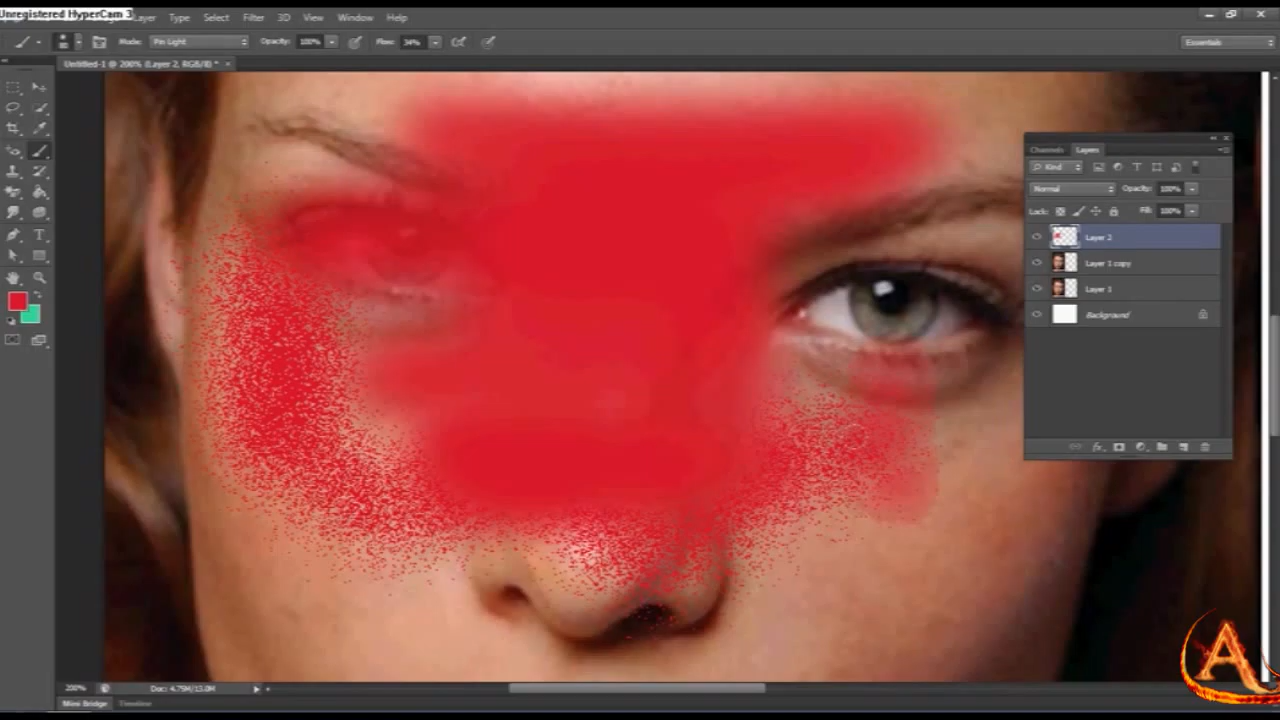 Unregistered HyperCam 3
Layer Type Select Filter 3D View Window Help
Mode: Pin Light Opacity: 100% Flow: 34% Essentials
Untitled-1 @ 200% (Layer 2, RGB/8) * ×
Channels Layers
Kind
Normal Opacity: 100%
Lock: Fill: 100%
Layer 2
Layer 1 copy
Layer 1
Background
200% Doc: 4.75M/13.0M
Mini Bridge Timeline
A